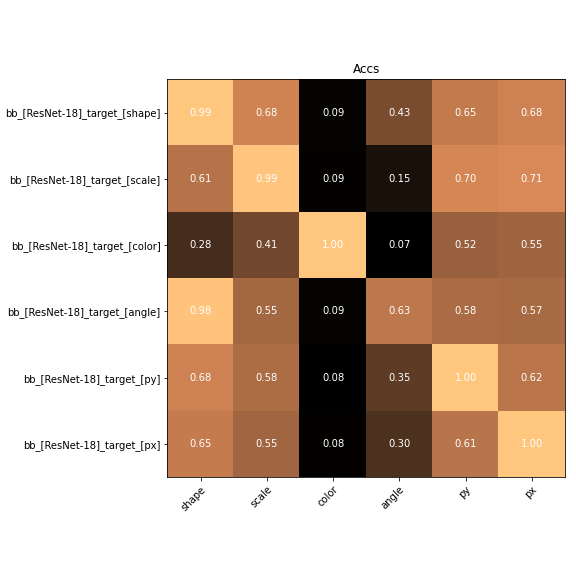 Accs
bb_[ResNet-18]_target_[shape] 0.99 0.68 0.09 0.43 0.65 0.68
bb_[ResNet-18]_target_[scale] 0.61 0.99 0.09 0.15 0.70 0.71
bb_[ResNet-18]_target_[color] 0.28 0.41 1.00 0.07 0.52 0.55
bb_[ResNet-18]_target_[angle] 0.98 0.55 0.09 0.63 0.58 0.57
bb_[ResNet-18]_target_[py] 0.68 0.58 0.08 0.35 1.00 0.62
bb_[ResNet-18]_target_[px] 0.65 0.55 0.08 0.30 0.61 1.00
shape scale color angle py px